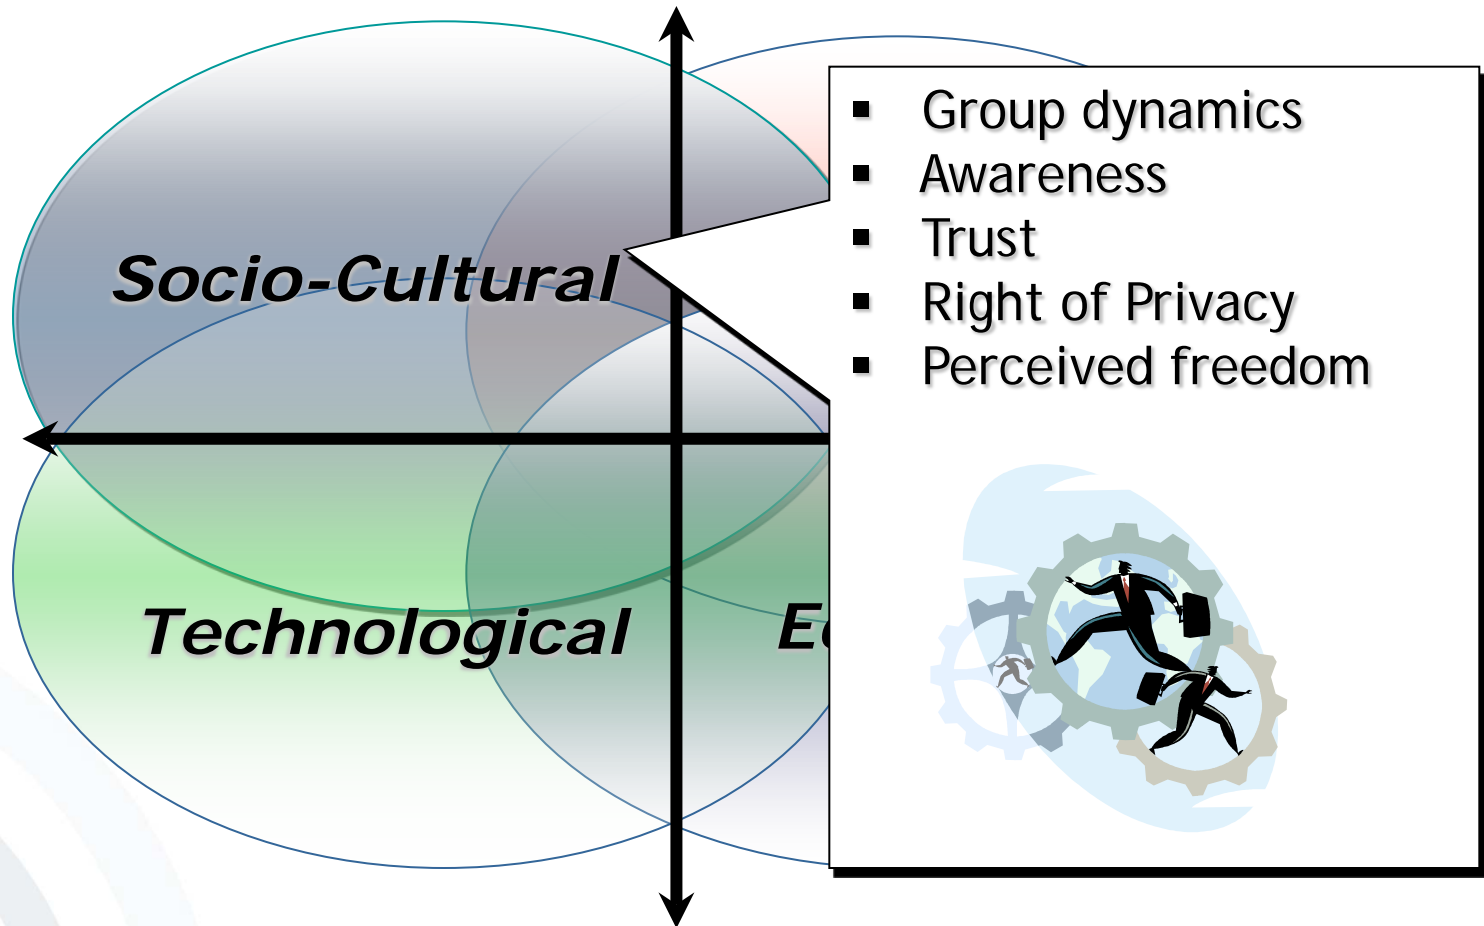 Socio-Cultural
Technological
▪ Group dynamics
▪ Awareness
▪ Trust
▪ Right of Privacy
▪ Perceived freedom